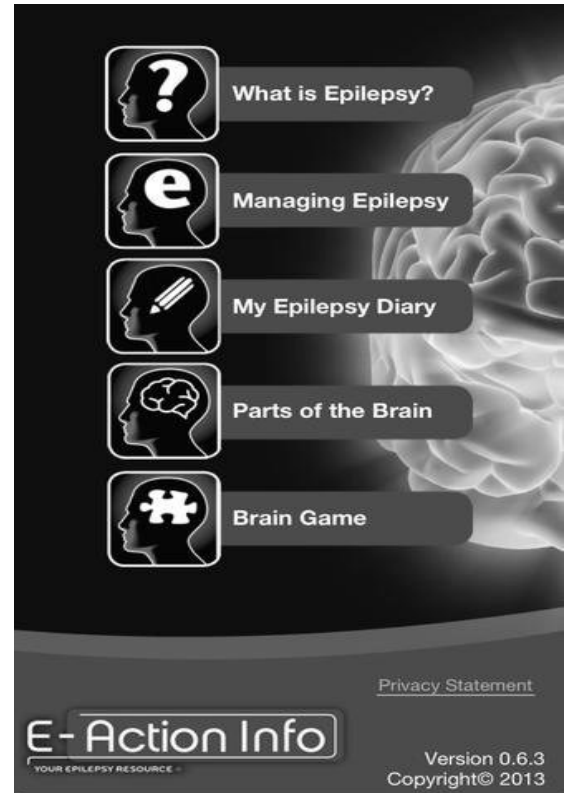 What is Epilepsy?
Managing Epilepsy
My Epilepsy Diary
Parts of the Brain
Brain Game
Privacy Statement
E-Action Info
YOUR EPILEPSY RESOURCE
Version 0.6.3
Copyright© 2013